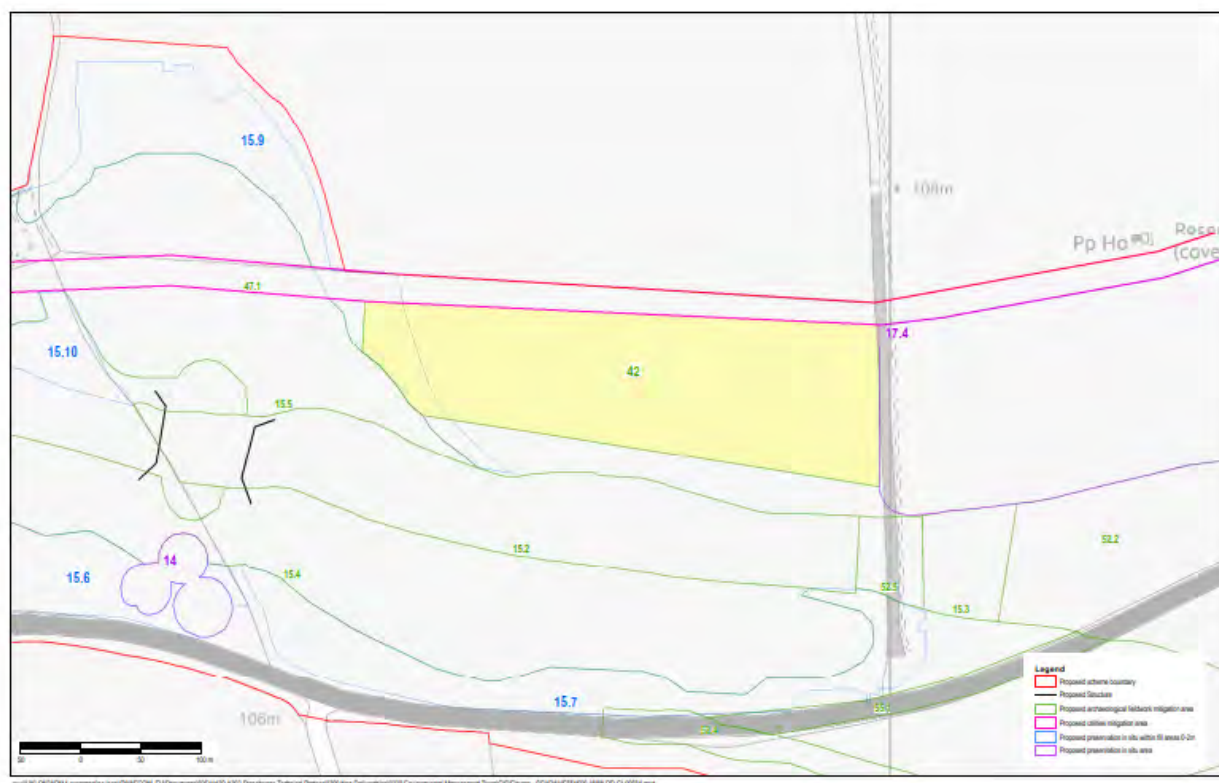 15.9
108m
Pp Ho
47.1
17.4
15.10
42
15.5
52.2
15.2
14
15.4
15.6
52.5
15.3
15.7
106m
Legend
Proposed scheme boundary
Proposed Structure
Proposed archaeological fieldwork mitigation area
Proposed utilities mitigation area
Proposed preservation in situ within fill areas 0-2m
Proposed preservation in situ area
50 0 50 100 m